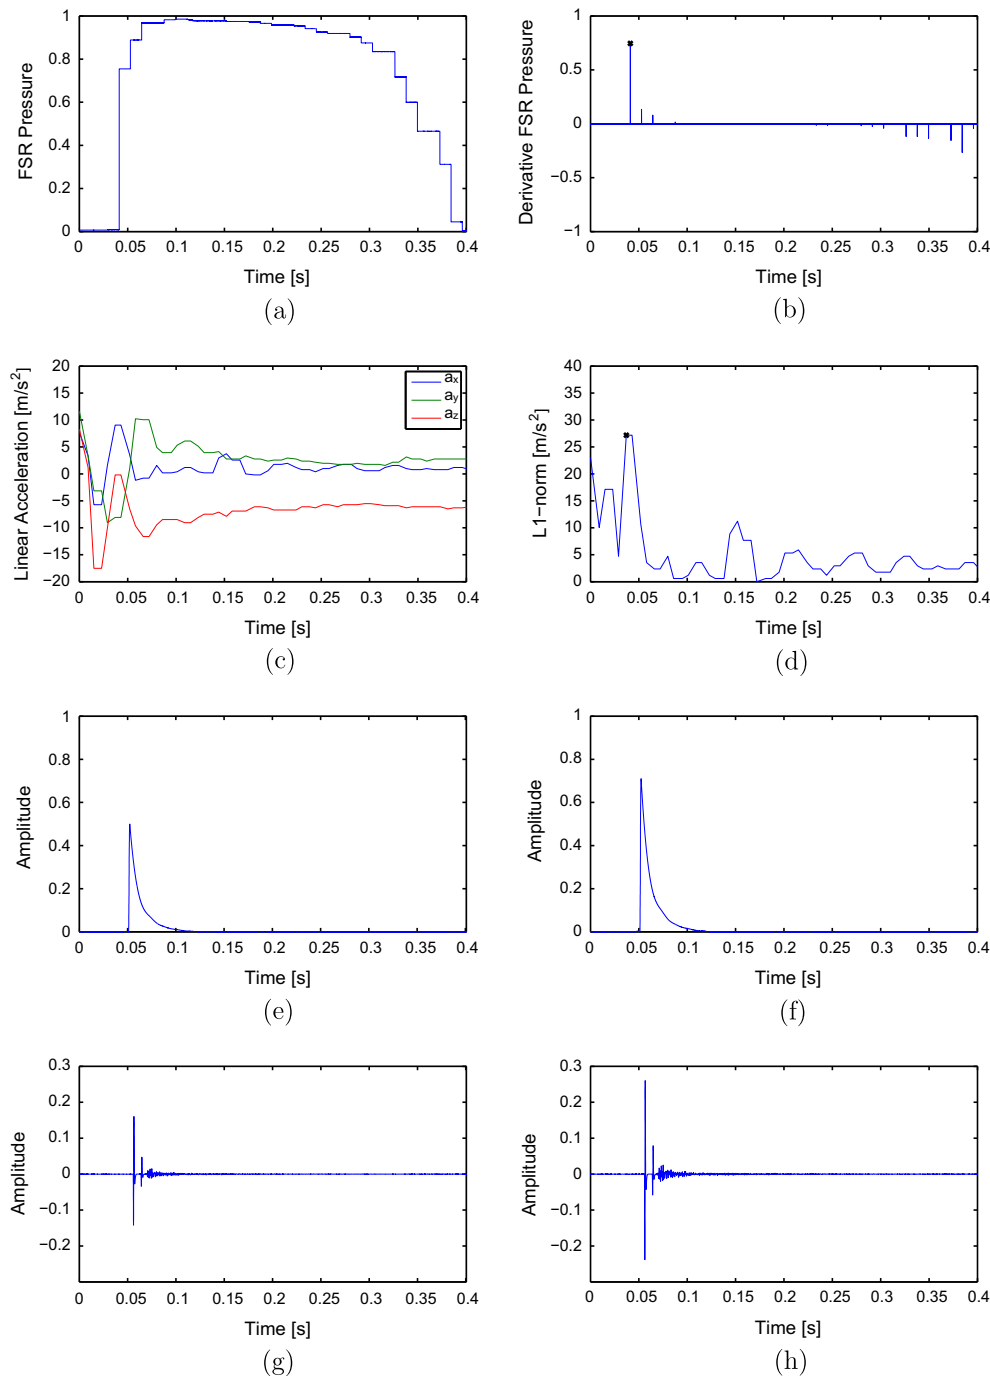 1
0.8
0.6
0.4
0.2
0
FSR Pressure
0 0.05 0.1 0.15 0.2 0.25 0.3 0.35 0.4
Time [s]
(a)
1
0.5
0
−0.5
−1
Derivative FSR Pressure
0 0.05 0.1 0.15 0.2 0.25 0.3 0.35 0.4
Time [s]
(b)
20
15
10
5
0
−5
−10
−15
−20
Linear Acceleration [m/s²]
a_x
a_y
a_z
0 0.05 0.1 0.15 0.2 0.25 0.3 0.35 0.4
Time [s]
(c)
40
35
30
25
20
15
10
5
0
L1−norm [m/s²]
0 0.05 0.1 0.15 0.2 0.25 0.3 0.35 0.4
Time [s]
(d)
1
0.8
0.6
0.4
0.2
0
Amplitude
0 0.05 0.1 0.15 0.2 0.25 0.3 0.35 0.4
Time [s]
(e)
1
0.8
0.6
0.4
0.2
0
Amplitude
0 0.05 0.1 0.15 0.2 0.25 0.3 0.35 0.4
Time [s]
(f)
0.3
0.2
0.1
0
−0.1
−0.2
Amplitude
0 0.05 0.1 0.15 0.2 0.25 0.3 0.35 0.4
Time [s]
(g)
0.3
0.2
0.1
0
−0.1
−0.2
Amplitude
0 0.05 0.1 0.15 0.2 0.25 0.3 0.35 0.4
Time [s]
(h)